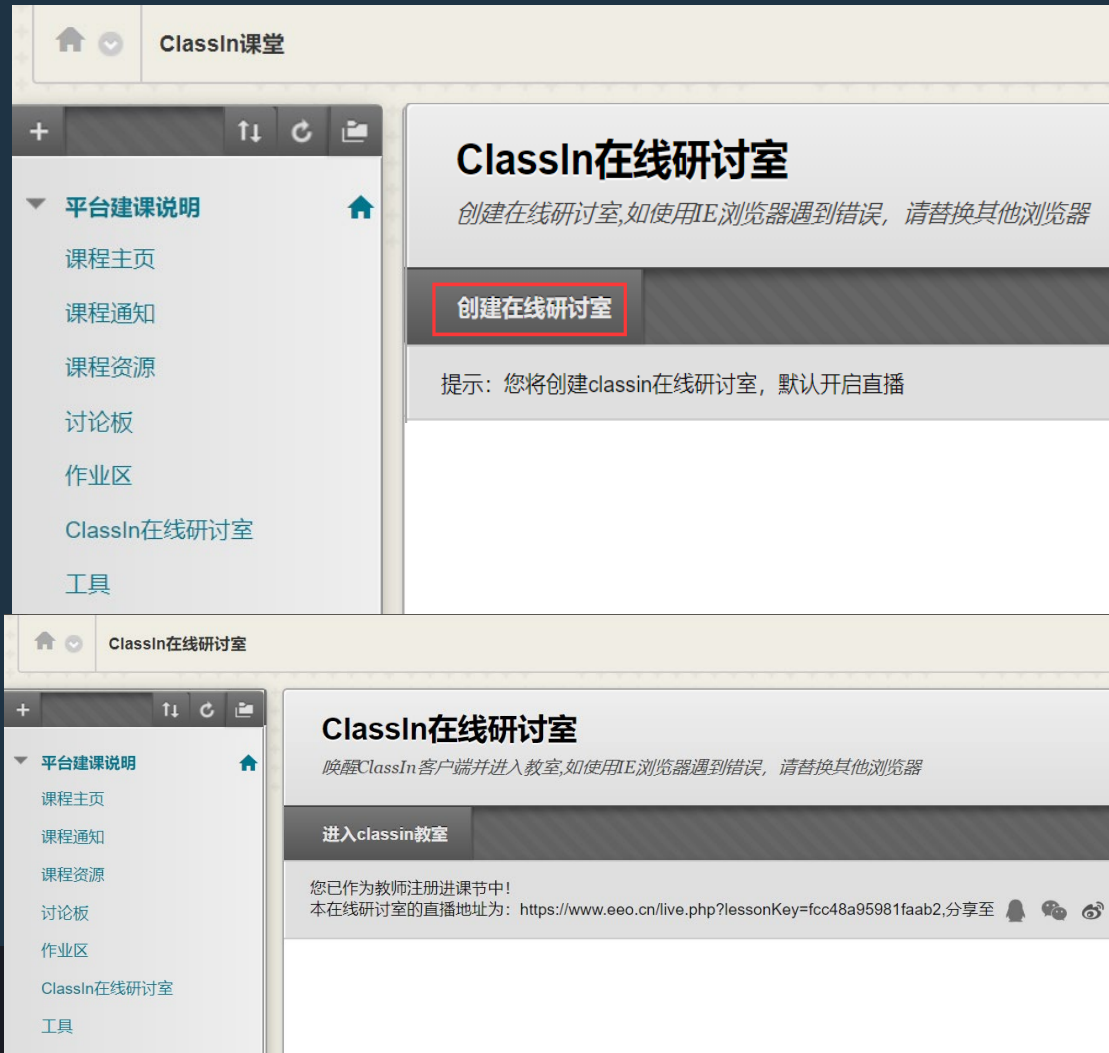 ClassIn课堂
平台建课说明
课程主页
课程通知
课程资源
讨论板
作业区
ClassIn在线研讨室
工具
ClassIn在线研讨室
创建在线研讨室,如使用IE浏览器遇到错误，请替换其他浏览器
创建在线研讨室
提示：您将创建classin在线研讨室，默认开启直播
ClassIn在线研讨室
平台建课说明
课程主页
课程通知
课程资源
讨论板
作业区
ClassIn在线研讨室
工具
ClassIn在线研讨室
唤醒ClassIn客户端并进入教室,如使用IE浏览器遇到错误，请替换其他浏览器
进入classin教室
您已作为教师注册进课节中！
本在线研讨室的直播地址为：https://www.eeo.cn/live.php?lessonKey=fcc48a95981faab2,分享至